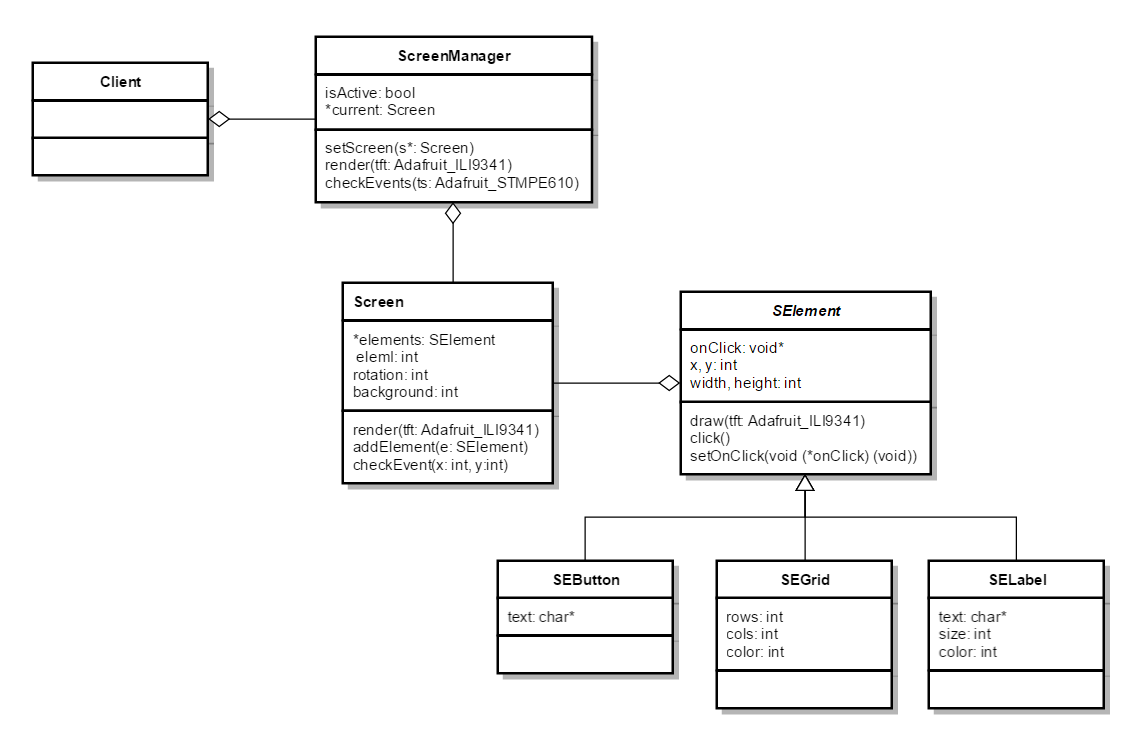 Client
ScreenManager
isActive: bool
*current: Screen
setScreen(s*: Screen)
render(tft: Adafruit_ILI9341)
checkEvents(ts: Adafruit_STMPE610)
Screen
*elements: SElement
eleml: int
rotation: int
background: int
render(tft: Adafruit_ILI9341)
addElement(e: SElement)
checkEvent(x: int, y:int)
SElement
onClick: void*
x, y: int
width, height: int
draw(tft: Adafruit_ILI9341)
click()
setOnClick(void (*onClick) (void))
SEButton
text: char*
SEGrid
rows: int
cols: int
color: int
SELabel
text: char*
size: int
color: int